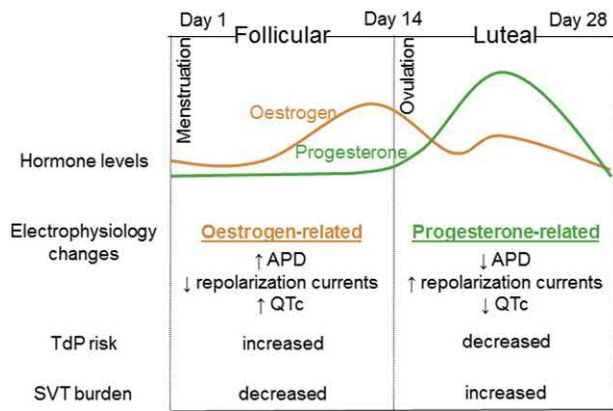 Day 1 Day 14 Day 28
Follicular Luteal
Menstruation
Ovulation
Oestrogen
Progesterone
Hormone levels
Electrophysiology
changes
Oestrogen-related
↑ APD
↓ repolarization currents
↑ QTc
Progesterone-related
↓ APD
↑ repolarization currents
↓ QTc
TdP risk increased decreased
SVT burden decreased increased